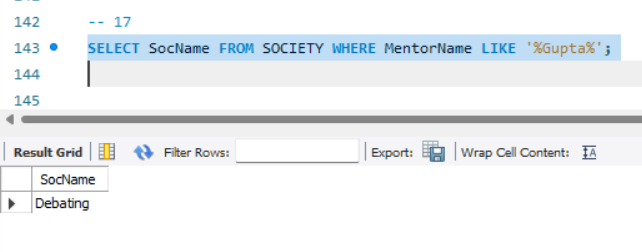 142 -- 17
143 SELECT SocName FROM SOCIETY WHERE MentorName LIKE '%Gupta%';
144
145
Result Grid Filter Rows: Export: Wrap Cell Content:
SocName
Debating